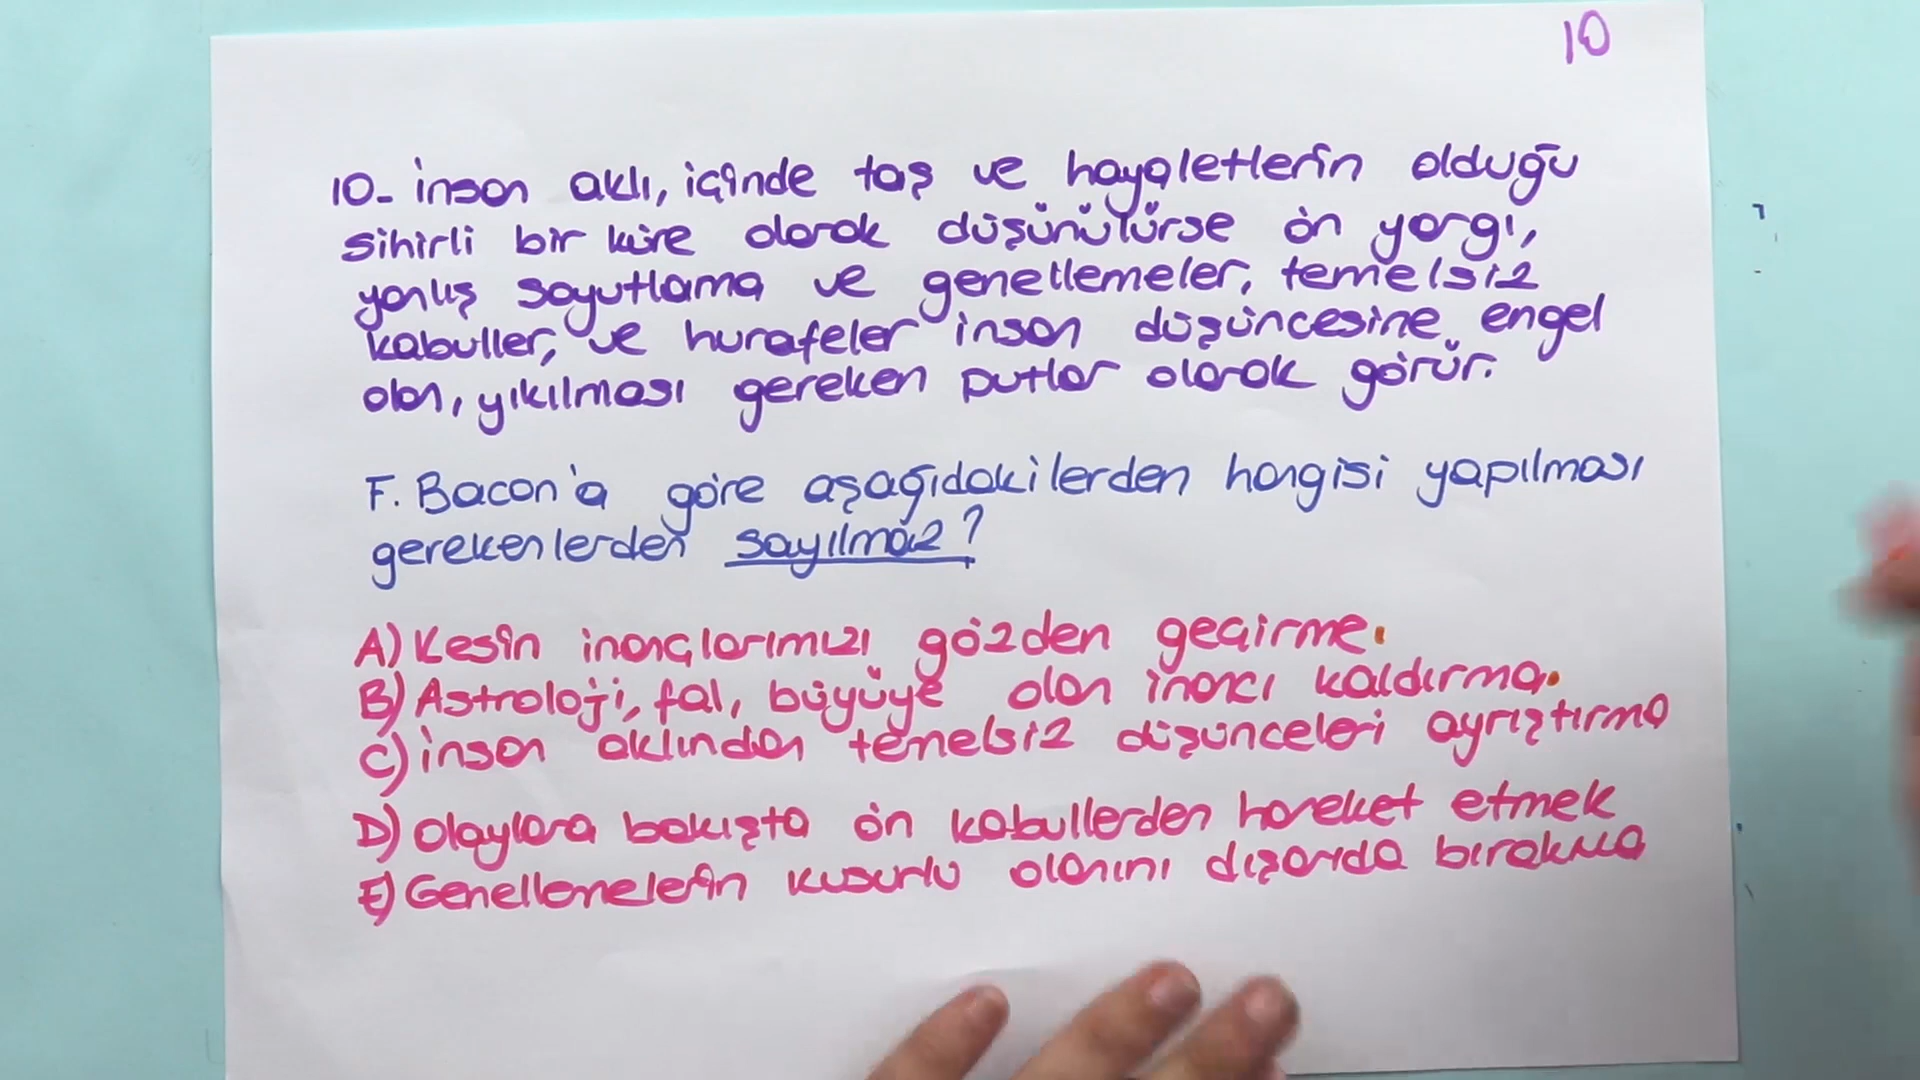 10
10- insan aklı, içinde taş ve hayaletlerin olduğu
sihirli bir küre olarak düşünülürse ön yargı,
yanlış soyutlama ve genellemeler, temelsiz
kabuller, ve hurafeler insan düşüncesine engel
olan, yıkılması gereken putlar olarak görür.
F. Bacon'a göre aşağıdakilerden hangisi yapılması
gerekenlerden sayılmaz?
A) Kesin inançlarımızı gözden geçirme.
B) Astroloji, fal, büyüye olan inancı kaldırma.
C) insan aklından temelsiz düşünceleri ayrıştırma
D) Olaylara bakışta ön kabullerden hareket etmek
E) Genellemelerin kusurlu olanını dışarıda bırakma